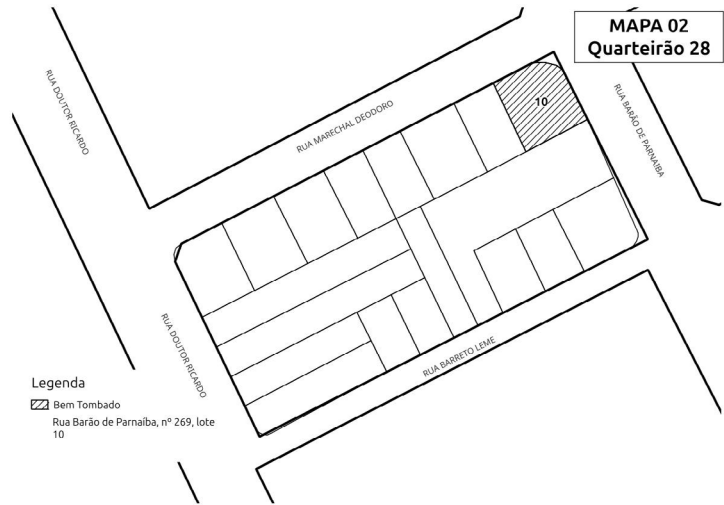 MAPA 02
Quarteirão 28
RUA DOUTOR RICARDO
RUA MARECHAL DEODORO
10
RUA BARÃO DE PARNAÍBA
RUA DOUTOR RICARDO
RUA BARRETO LEME
Legenda
Bem Tombado
Rua Barão de Parnaíba, nº 269, lote
10